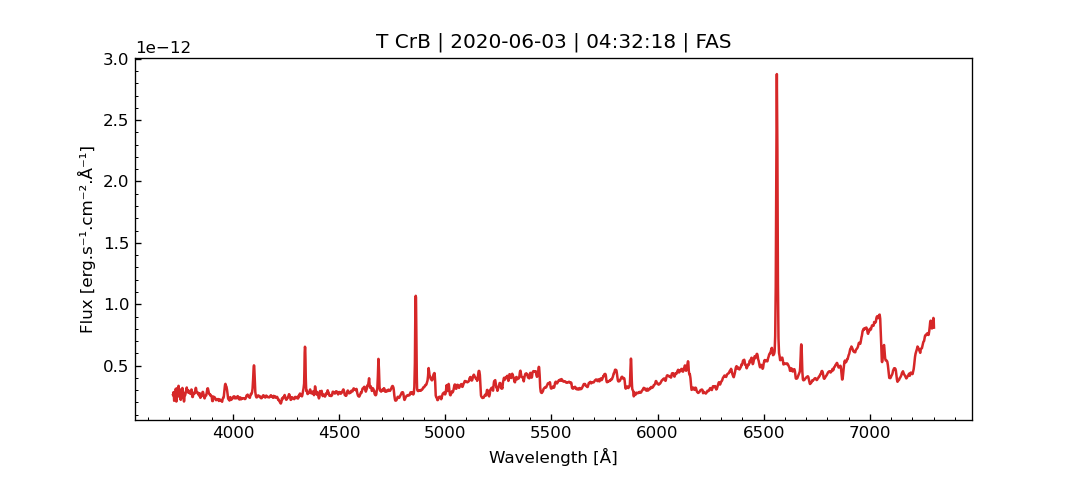 T CrB | 2020-06-03 | 04:32:18 | FAS
1e−12
3.0
2.5
2.0
1.5
1.0
0.5
Flux [erg.s⁻¹.cm⁻².Å⁻¹]
4000 4500 5000 5500 6000 6500 7000
Wavelength [Å]